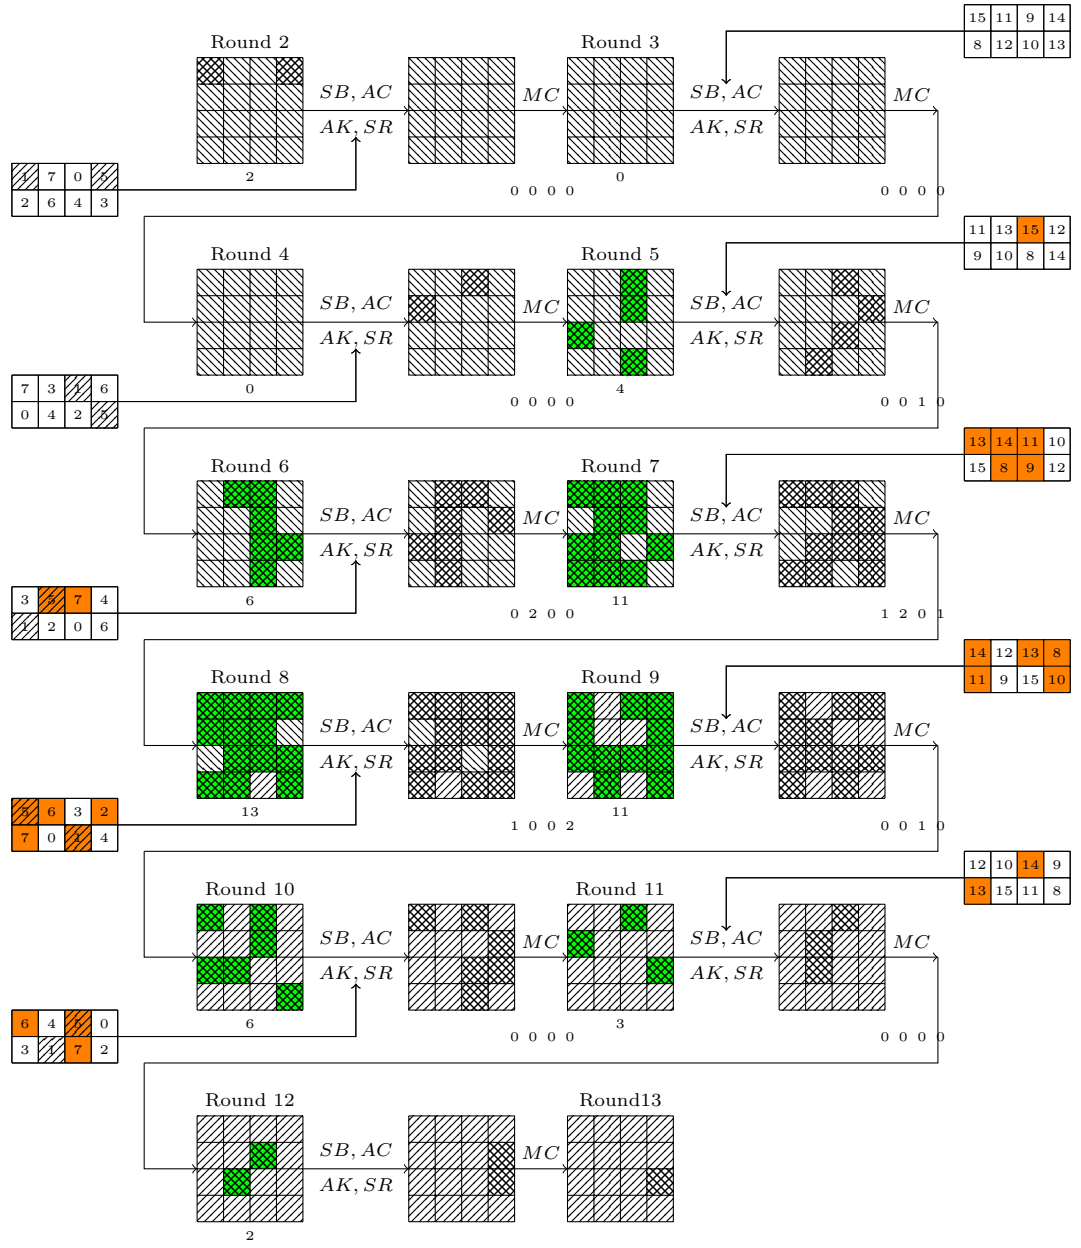 15 11 9 14
Round 2 Round 3
8 12 10 13
SB, AC MC SB, AC MC
AK, SR AK, SR
1 7 0 5
2 0
2 6 4 3
0 0 0 0 0 0 0 0
11 13 15 12
Round 4 Round 5
9 10 8 14
SB, AC MC SB, AC MC
AK, SR AK, SR
7 3 1 6
0 4
0 4 2 5
0 0 0 0 0 0 1 0
13 14 11 10
Round 6 Round 7
15 8 9 12
SB, AC MC SB, AC MC
AK, SR AK, SR
3 5 7 4
6 11
1 2 0 6
0 2 0 0 1 2 0 1
14 12 13 8
Round 8 Round 9
11 9 15 10
SB, AC MC SB, AC MC
AK, SR AK, SR
5 6 3 2
13 11
7 0 1 4
1 0 0 2 0 0 1 0
12 10 14 9
Round 10 Round 11
13 15 11 8
SB, AC MC SB, AC MC
AK, SR AK, SR
6 4 5 0
6 3
3 1 7 2
0 0 0 0 0 0 0 0
Round 12 Round13
SB, AC MC
AK, SR
2